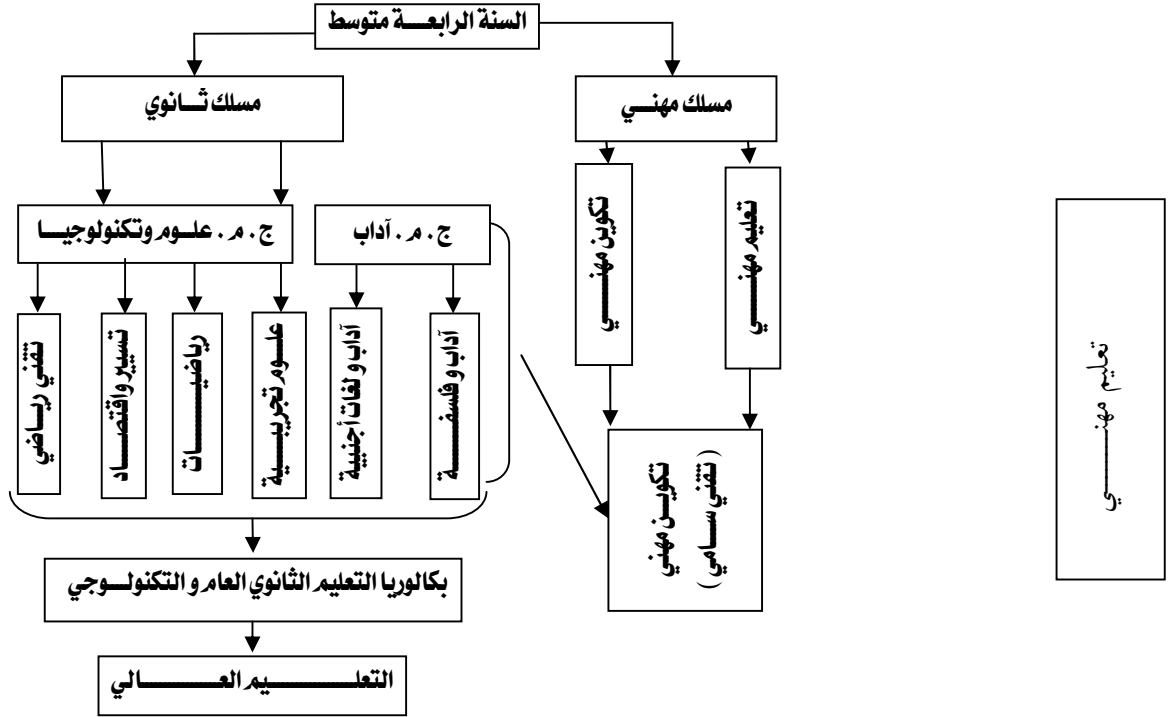 السنة الرابعة متوسط
مسلك مهني
مسلك ثانوي
تعليم مهني
تكوين مهني
ج . م . آداب
ج . م . علوم وتكنولوجيا
آداب و فلسفة
آداب و لغات أجنبية
علوم تجريبية
رياضيات
تسيير واقتصاد
تقني رياضي
تكوين مهني
(تقني سامي)
بكالوريا التعليم الثانوي العام و التكنولوجي
التعليم العالي
تعليم مهني